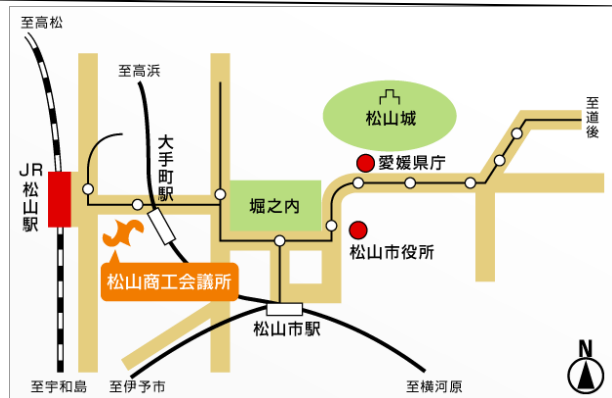 至高松
至高浜
大手町駅
JR松山駅
松山城
至道後
愛媛県庁
堀之内
松山市役所
松山商工会議所
松山市駅
至宇和島
至伊予市
至横河原
N